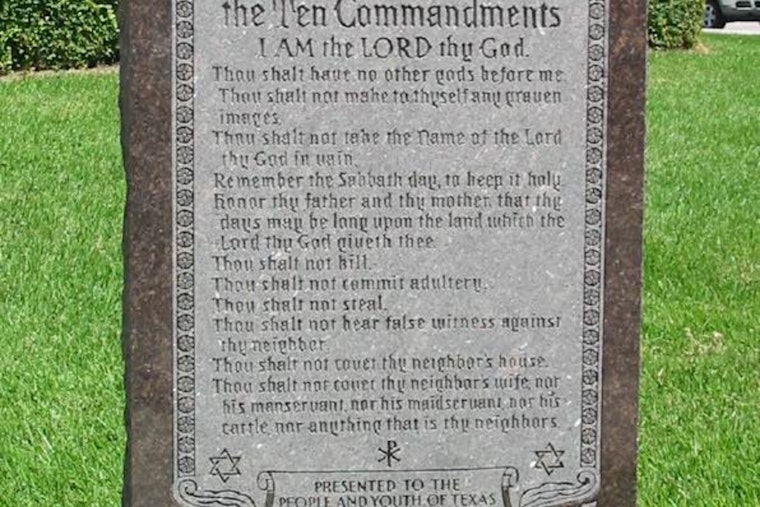 the Ten Commandments
I AM the LORD thy God.
Thou shalt have no other gods before me.
Thou shalt not make to thyself any graven
images.
Thou shalt not take the Name of the Lord
thy God in vain.
Remember the Sabbath day, to keep it holy.
Honor thy father and thy mother, that thy
days may be long upon the land which the
Lord thy God giveth thee.
Thou shalt not kill.
Thou shalt not commit adultery.
Thou shalt not steal.
Thou shalt not bear false witness against
thy neighbor.
Thou shalt not covet thy neighbor's house.
Thou shalt not covet thy neighbor's wife, nor
his manservant, nor his maidservant, nor his
cattle, nor anything that is thy neighbors.
PRESENTED TO THE
PEOPLE AND YOUTH OF TEXAS